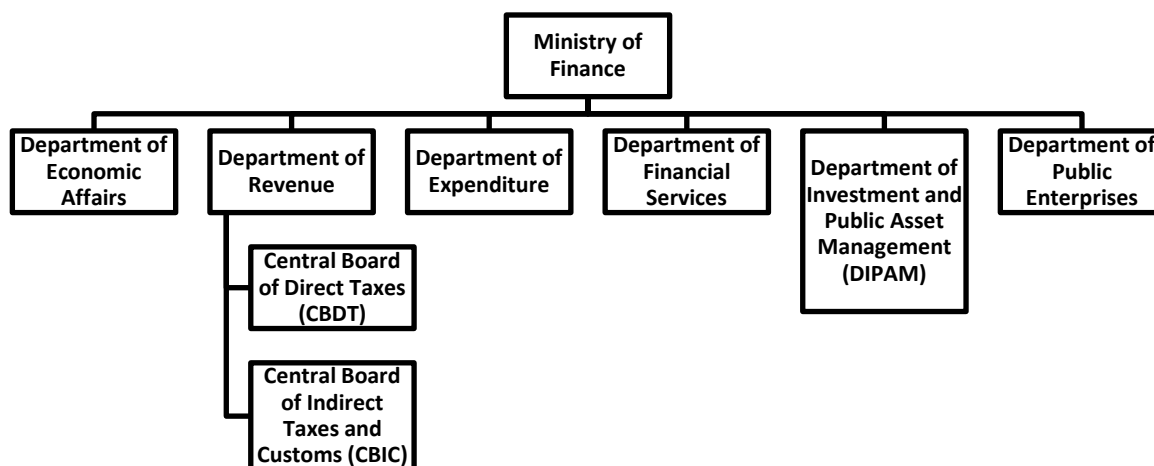 Ministry of
Finance
Department of
Economic
Affairs
Department of
Revenue
Department of
Expenditure
Department of
Financial
Services
Department of
Investment and
Public Asset
Management
(DIPAM)
Department of
Public
Enterprises
Central Board
of Direct Taxes
(CBDT)
Central Board
of Indirect
Taxes and
Customs (CBIC)